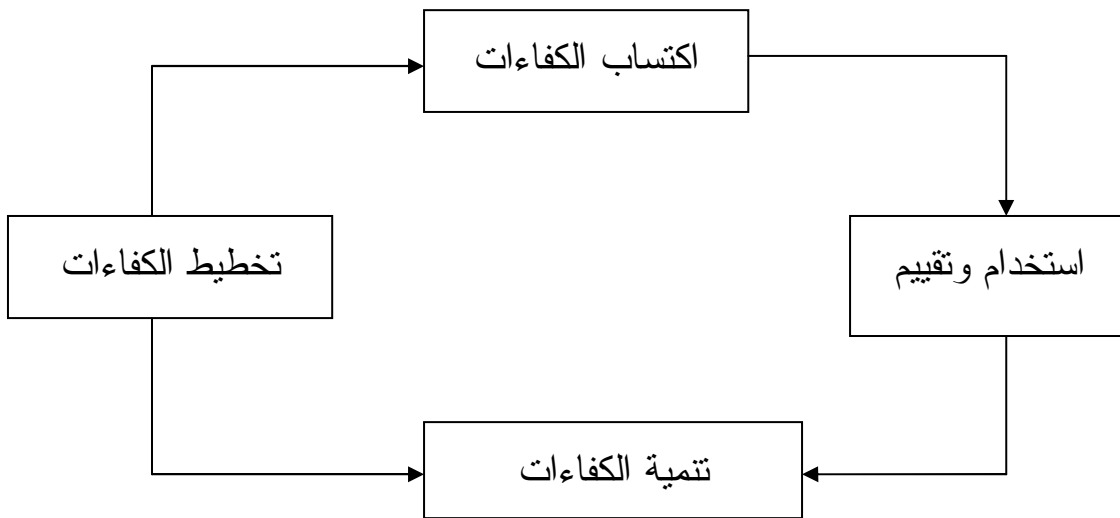 اكتساب الكفاءات
استخدام وتقييم
تخطيط الكفاءات
تنمية الكفاءات